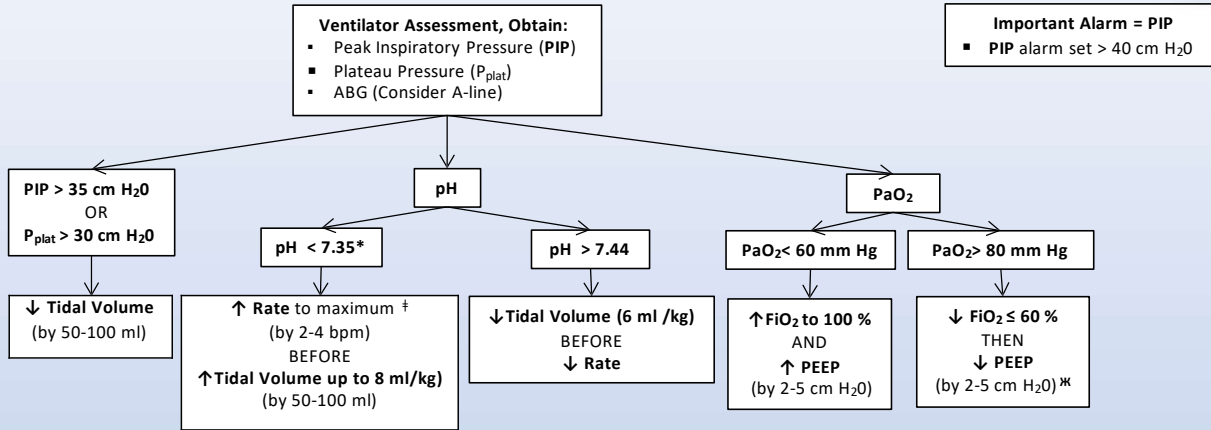 Ventilator Assessment, Obtain:
▪ Peak Inspiratory Pressure (PIP)
▪ Plateau Pressure (Pplat)
▪ ABG (Consider A-line)
Important Alarm = PIP
▪ PIP alarm set > 40 cm H20
PIP > 35 cm H20
OR
Pplat > 30 cm H20
pH
PaO2
pH < 7.35*
pH > 7.44
PaO2< 60 mm Hg
PaO2> 80 mm Hg
↓ Tidal Volume
(by 50-100 ml)
↑ Rate to maximum ǂ
(by 2-4 bpm)
BEFORE
↑Tidal Volume up to 8 ml/kg)
(by 50-100 ml)
↓Tidal Volume (6 ml /kg)
BEFORE
↓ Rate
↑FiO2 to 100 %
AND
↑ PEEP
(by 2-5 cm H20)
↓ FiO2 ≤ 60 %
THEN
↓ PEEP
(by 2-5 cm H20) Ж